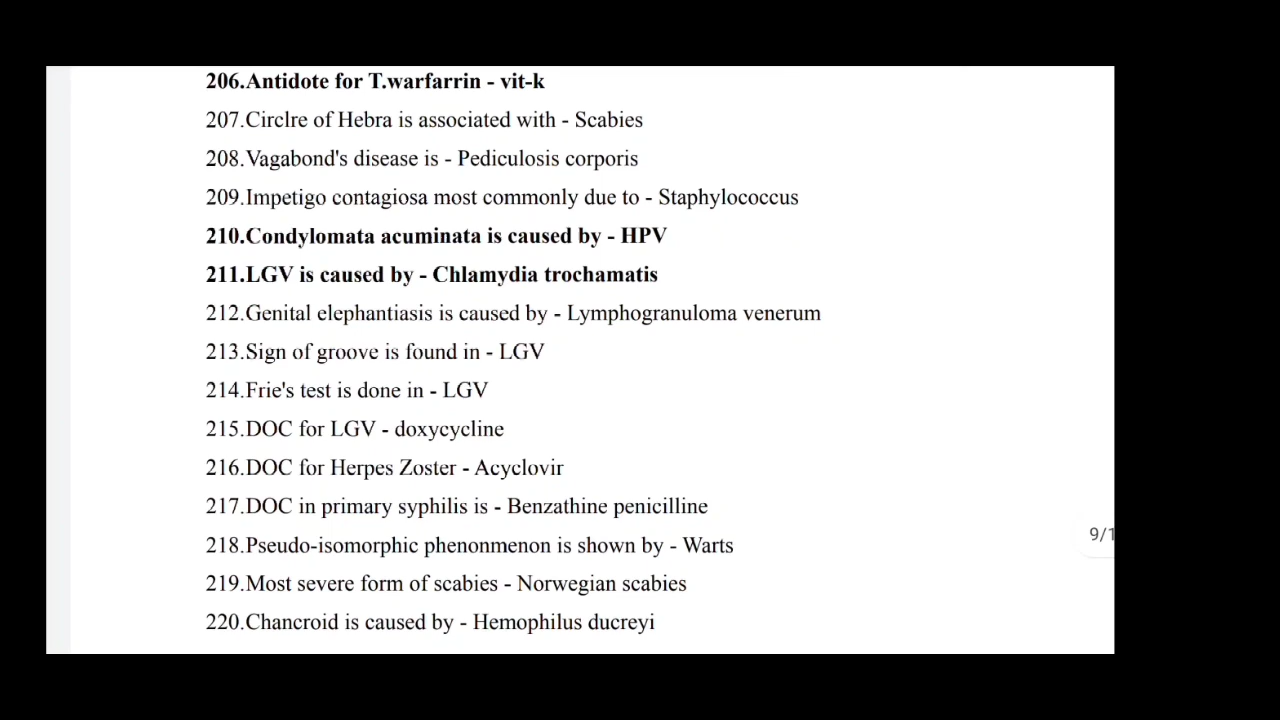 206.Antidote for T.warfarrin - vit-k
207.Circlre of Hebra is associated with - Scabies
208.Vagabond's disease is - Pediculosis corporis
209.Impetigo contagiosa most commonly due to - Staphylococcus
210.Condylomata acuminata is caused by - HPV
211.LGV is caused by - Chlamydia trochamatis
212.Genital elephantiasis is caused by - Lymphogranuloma venerum
213.Sign of groove is found in - LGV
214.Frie's test is done in - LGV
215.DOC for LGV - doxycycline
216.DOC for Herpes Zoster - Acyclovir
217.DOC in primary syphilis is - Benzathine penicilline
218.Pseudo-isomorphic phenonmenon is shown by - Warts
9/1
219.Most severe form of scabies - Norwegian scabies
220.Chancroid is caused by - Hemophilus ducreyi